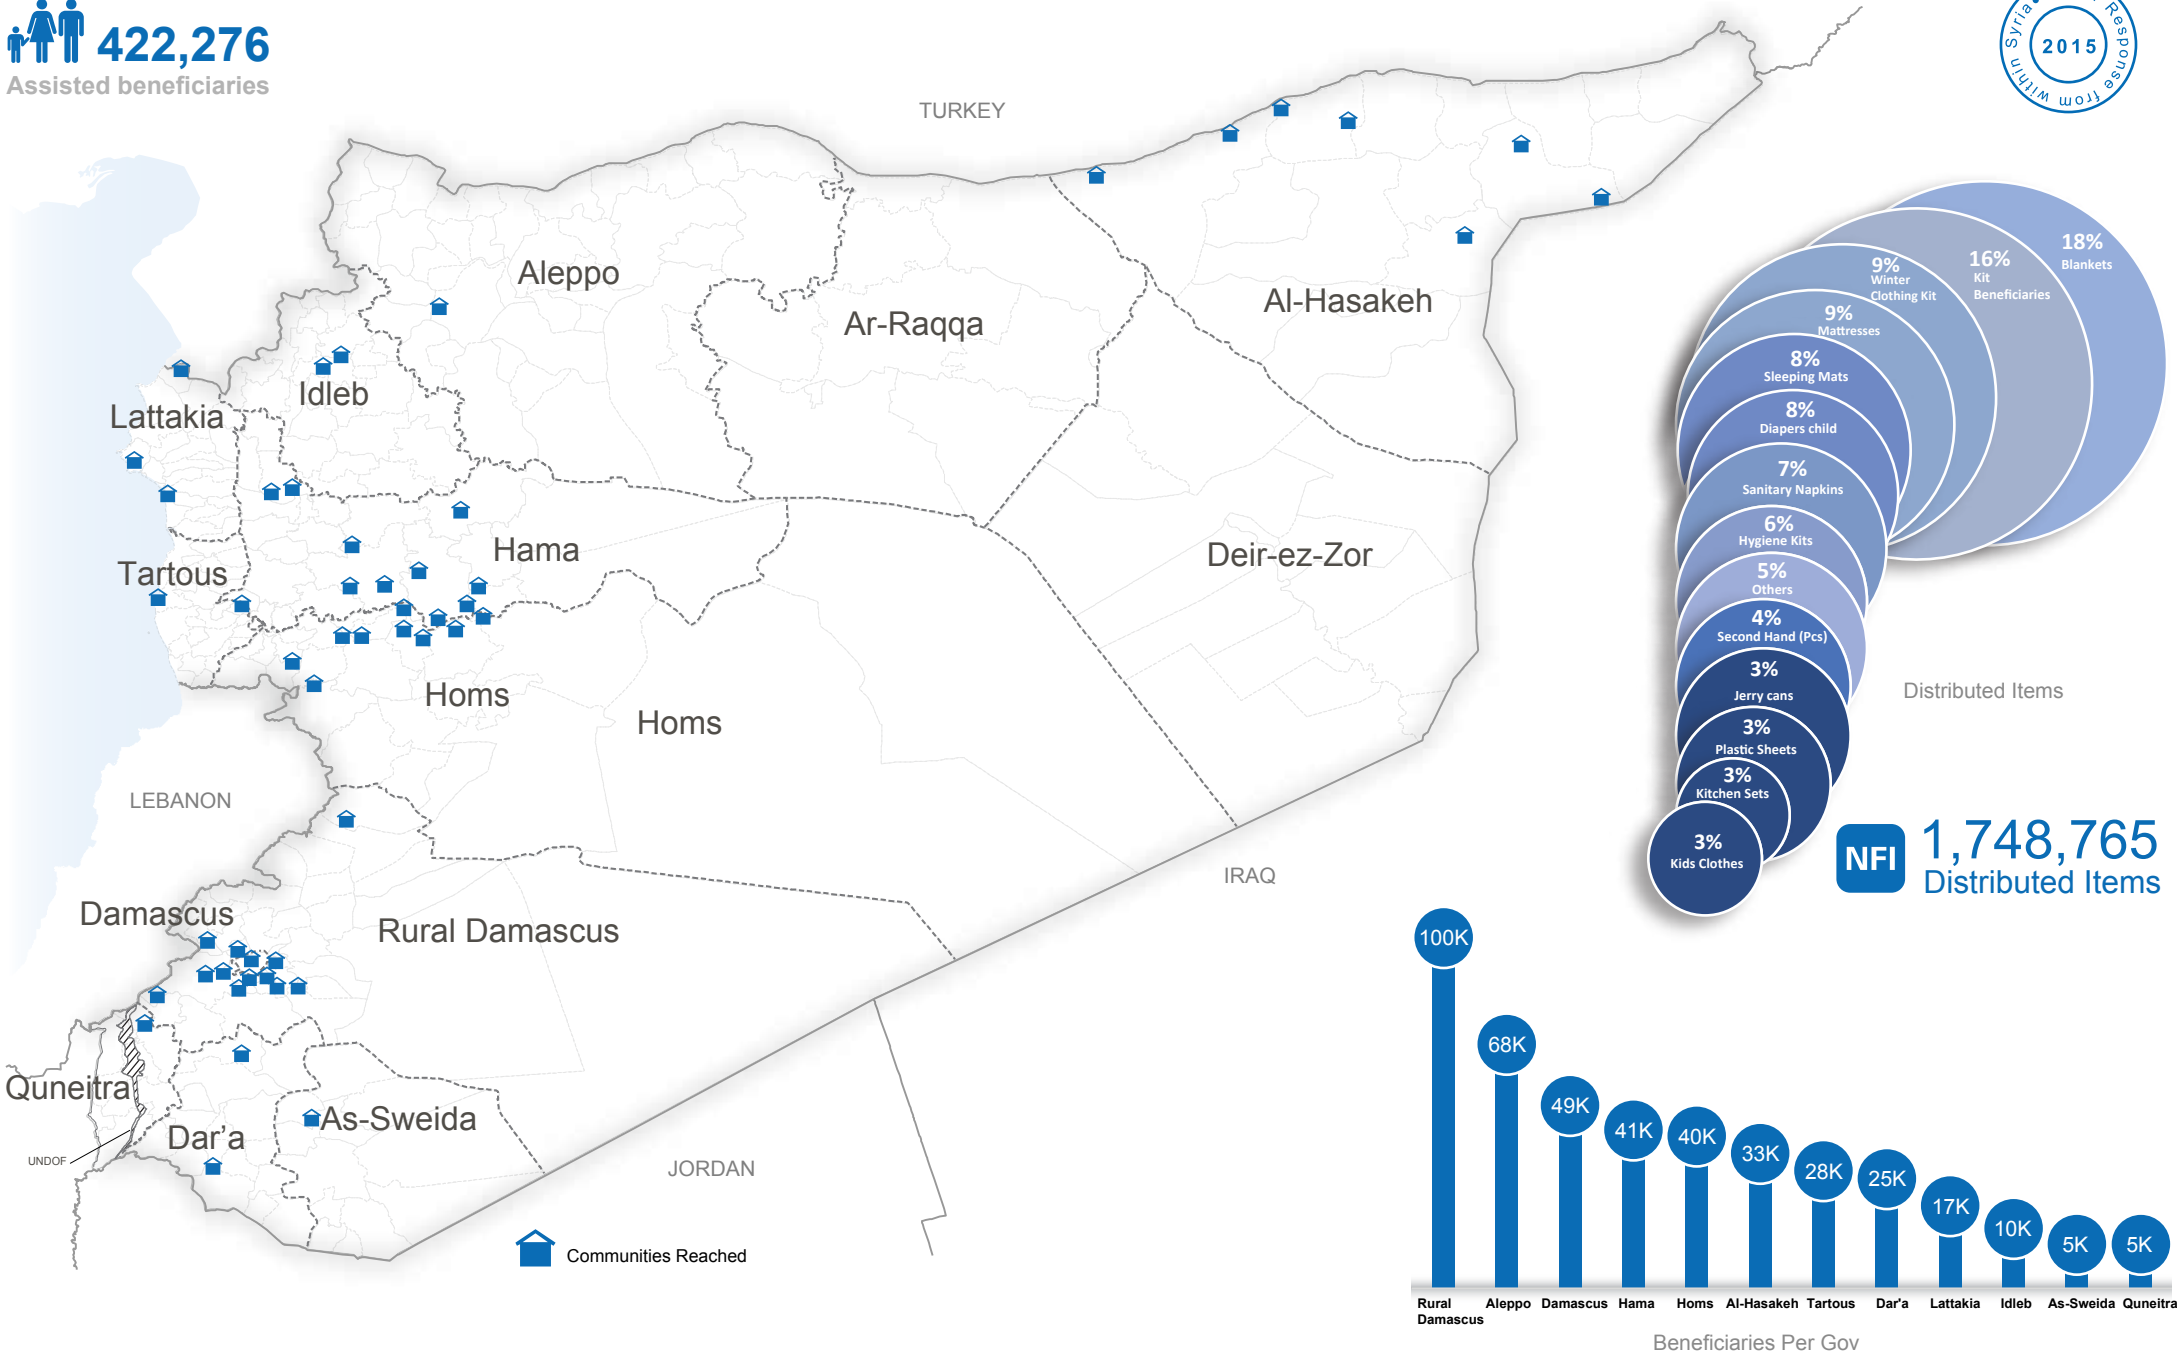 422,276
Assisted beneficiaries
Syria
Response from within
2015
TURKEY
Aleppo
Ar-Raqqa
Al-Hasakeh
Idleb
Lattakia
Hama
Tartous
Deir-ez-Zor
Homs
Homs
LEBANON
IRAQ
Damascus
Rural Damascus
Quneitra
UNDOF
Dar'a
As-Sweida
JORDAN
Communities Reached
18%
Blankets
16%
Kit
Beneficiaries
9%
Winter
Clothing Kit
9%
Mattresses
8%
Sleeping Mats
8%
Diapers child
7%
Sanitary Napkins
6%
Hygiene Kits
5%
Others
4%
Second Hand (Pcs)
3%
Jerry cans
3%
Plastic Sheets
3%
Kitchen Sets
3%
Kids Clothes
Distributed Items
NFI
1,748,765
Distributed Items
100K
68K
49K
41K
40K
33K
28K
25K
17K
10K
5K
5K
Rural
Damascus
Aleppo
Damascus
Hama
Homs
Al-Hasakeh
Tartous
Dar'a
Lattakia
Idleb
As-Sweida
Quneitra
Beneficiaries Per Gov